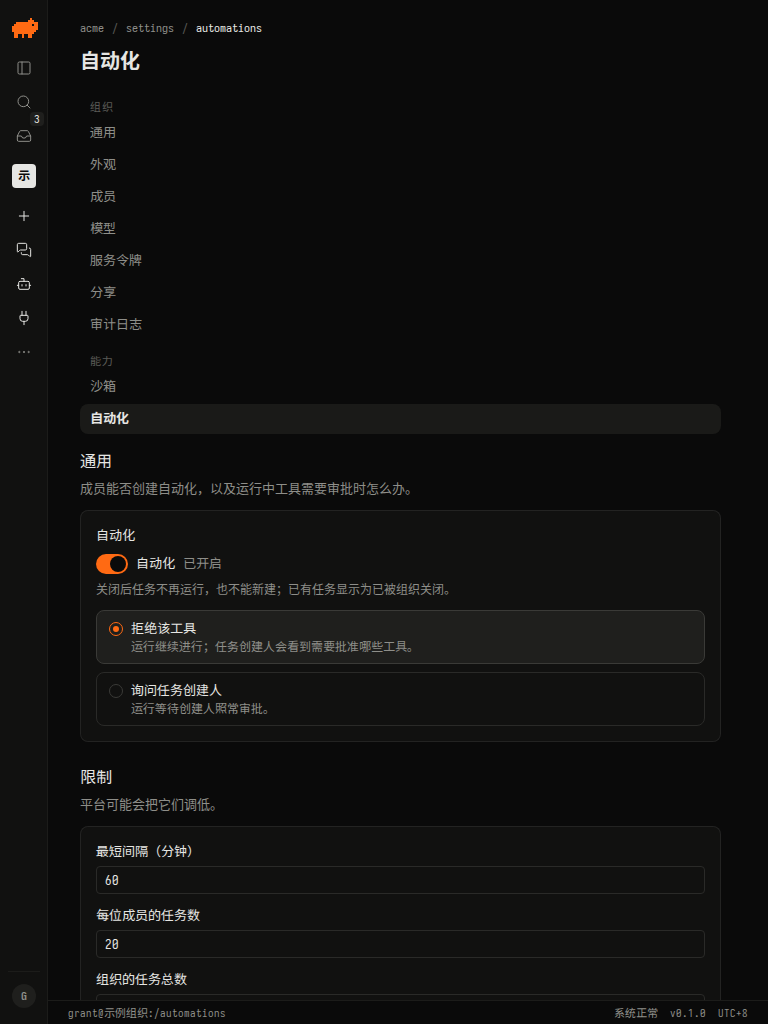 acme / settings / automations
自动化
3
示
组织
通用
外观
成员
模型
服务令牌
分享
审计日志
能力
沙箱
自动化
通用
成员能否创建自动化，以及运行中工具需要审批时怎么办。
自动化
自动化 已开启
关闭后任务不再运行，也不能新建；已有任务显示为已被组织关闭。
拒绝该工具
运行继续进行；任务创建人会看到需要批准哪些工具。
询问任务创建人
运行等待创建人照常审批。
限制
平台可能会把它们调低。
最短间隔（分钟）
60
每位成员的任务数
20
组织的任务总数
G
grant@示例组织:/automations
系统正常 v0.1.0 UTC+8